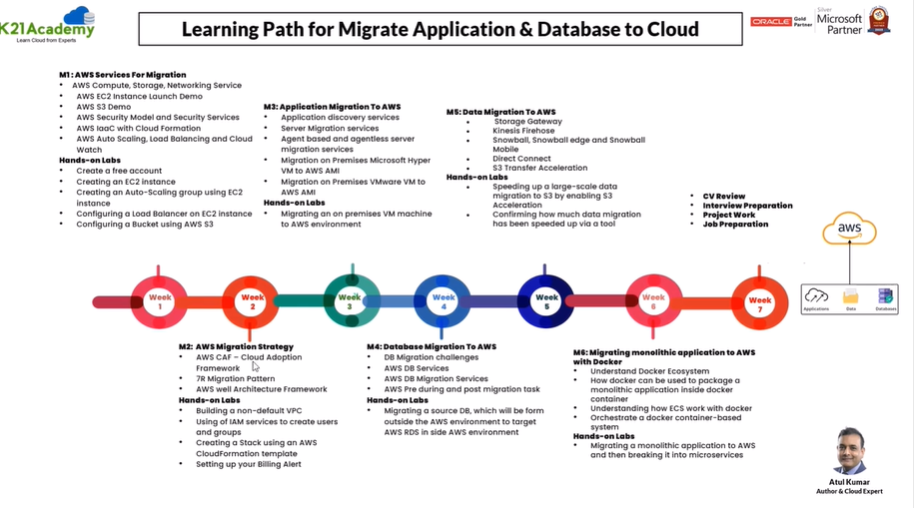 K21Academy
Learn Cloud from Experts
Learning Path for Migrate Application & Database to Cloud
ORACLE Gold Partner
Silver
Microsoft
Partner
M1 : AWS Services For Migration
• AWS Compute, Storage, Networking Service
• AWS EC2 Instance Launch Demo
• AWS S3 Demo
• AWS Security Model and Security Services
• AWS IaaC with Cloud Formation
• AWS Auto Scaling, Load Balancing and Cloud
Watch
Hands-on Labs
• Create a free account
• Creating an EC2 instance
• Creating an Auto-Scaling group using EC2
instance
• Configuring a Load Balancer on EC2 instance
• Configuring a Bucket using AWS S3
M3: Application Migration To AWS
• Application discovery services
• Server Migration services
• Agent based and agentless server
migration services
• Migration on Premises Microsoft Hyper
VM to AWS AMI
• Migration on Premises VMware VM to
AWS AMI
Hands-on Labs
• Migrating an on premises VM machine
to AWS environment
M5: Data Migration To AWS
• Storage Gateway
• Kinesis Firehose
• Snowball, Snowball edge and Snowball
Mobile
• Direct Connect
• S3 Transfer Acceleration
Hands-on Labs
• Speeding up a large-scale data
migration to S3 by enabling S3
Acceleration
• Confirming how much data migration
has been speeded up via a tool
• CV Review
• Interview Preparation
• Project Work
• Job Preparation
aws
Week
1
Week
2
Week
3
Week
4
Week
5
Week
6
Week
7
Applications
Data
Databases
M2: AWS Migration Strategy
• AWS CAF – Cloud Adoption
Framework
• 7R Migration Pattern
• AWS well Architecture Framework
Hands-on Labs
• Building a non-default VPC
• Using of IAM services to create users
and groups
• Creating a Stack using an AWS
CloudFormation template
• Setting up your Billing Alert
M4: Database Migration To AWS
• DB Migration challenges
• AWS DB Services
• AWS DB Migration Services
• AWS Pre during and post migration task
Hands-on Labs
• Migrating a source DB, which will be form
outside the AWS environment to target
AWS RDS in side AWS environment
M6: Migrating monolithic application to AWS
with Docker
• Understand Docker Ecosystem
• How docker can be used to package a
monolithic application inside docker
container
• Understanding how ECS work with docker
• Orchestrate a docker container-based
system
Hands-on Labs
• Migrating a monolithic application to AWS
and then breaking it into microservices
Atul Kumar
Author & Cloud Expert